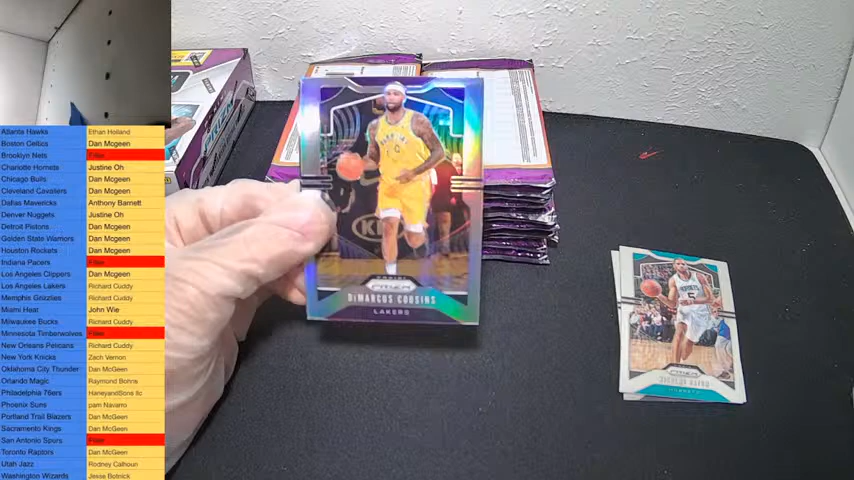 Atlanta Hawks Ethan Holland
Boston Celtics Dan Mcgeen
Brooklyn Nets Filler
Charlotte Hornets Justine Oh
Chicago Bulls Dan Mcgeen
Cleveland Cavaliers Dan Mcgeen
Dallas Mavericks Anthony Barnett
Denver Nuggets Justine Oh
Detroit Pistons Dan Mcgeen
Golden State Warriors Dan Mcgeen
Houston Rockets Dan Mcgeen
Indiana Pacers Filler
Los Angeles Clippers Dan Mcgeen
Los Angeles Lakers Richard Cuddy
Memphis Grizzlies Richard Cuddy
Miami Heat John Wie
Milwaukee Bucks Richard Cuddy
Minnesota Timberwolves Filler
New Orleans Pelicans Richard Cuddy
New York Knicks Zach Vernon
Oklahoma City Thunder Dan McGeen
Orlando Magic Raymond Bohns
Philadelphia 76ers HaneyandSons llc
Phoenix Suns pam Navarro
Portland Trail Blazers Dan McGeen
Sacramento Kings Dan McGeen
San Antonio Spurs Filler
Toronto Raptors Dan McGeen
Utah Jazz Rodney Calhoun
Washington Wizards Jesse Botnick
KIA
PRIZM
DeMARCUS COUSINS
LAKERS
5
PRIZM
HORNETS